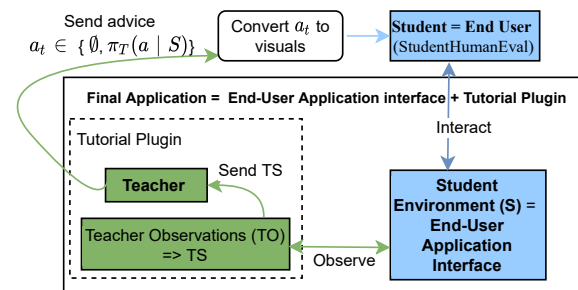 Send advice
a_t ∈ { ∅, π_T(a | S)}
Convert a_t to
visuals
Student = End User
(StudentHumanEval)
Final Application = End-User Application interface + Tutorial Plugin
Interact
Tutorial Plugin
Send TS
Teacher
Teacher Observations (TO)
=> TS
Observe
Student
Environment (S) =
End-User
Application
Interface